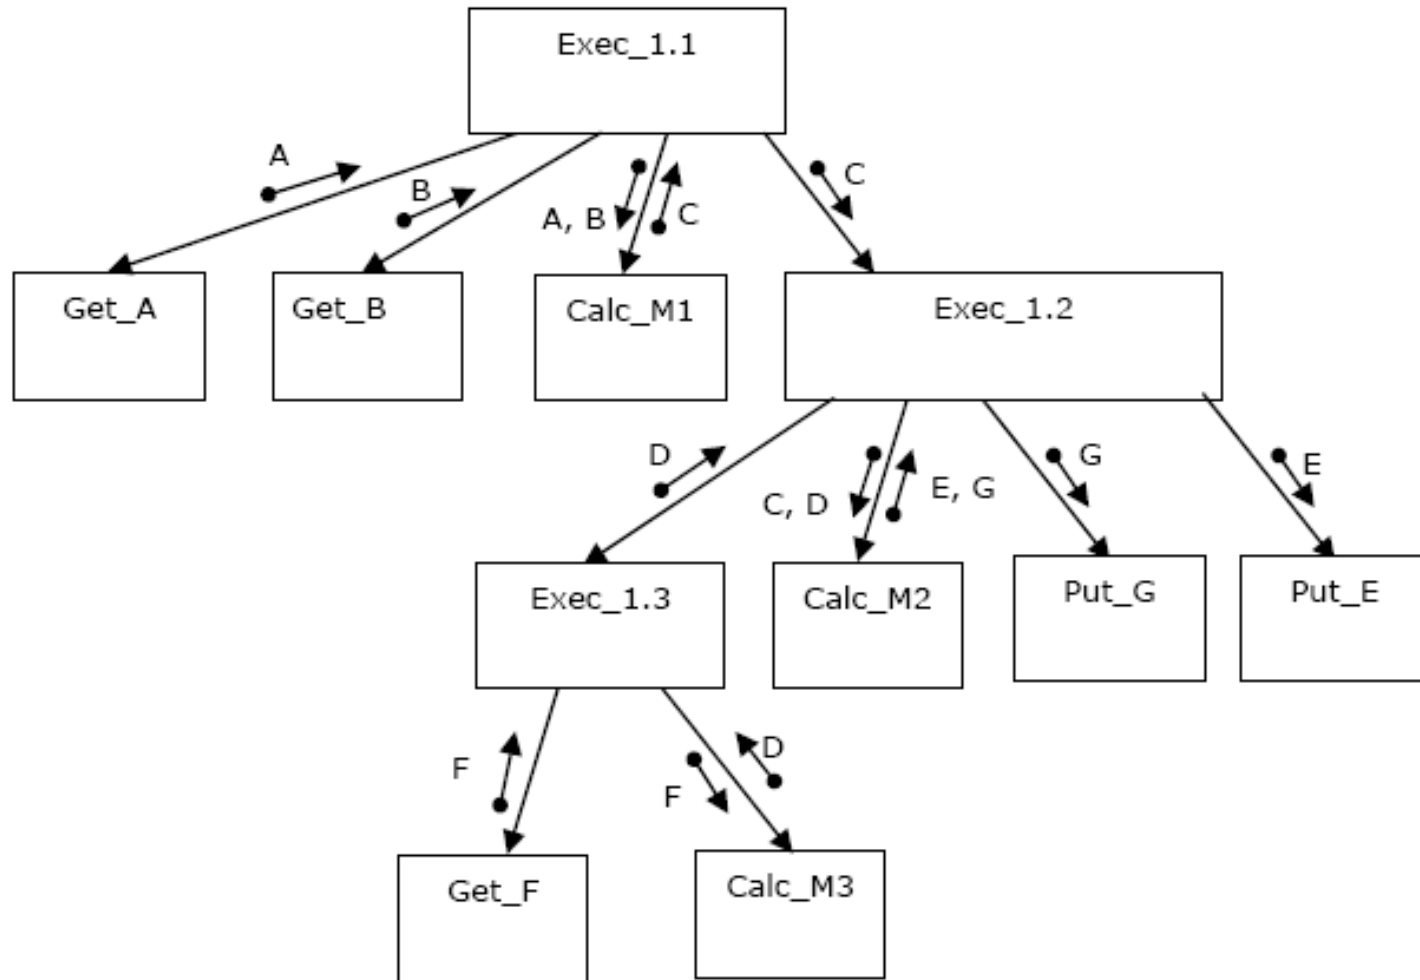 Exec_1.1
A
B
A, B
C
C
Get_A
Get_B
Calc_M1
Exec_1.2
D
C, D
E, G
G
E
Exec_1.3
Calc_M2
Put_G
Put_E
F
F
D
Get_F
Calc_M3